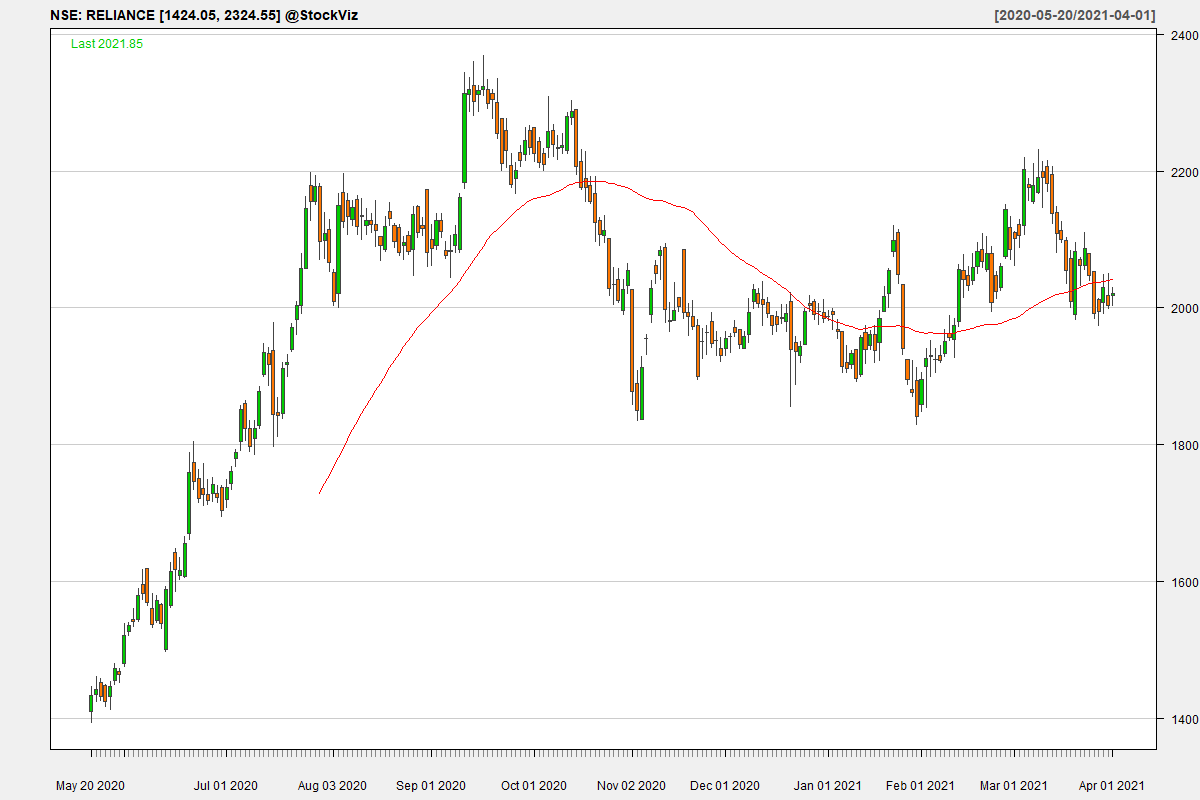 NSE: RELIANCE [1424.05, 2324.55] @StockViz [2020-05-20/2021-04-01]
Last 2021.85
2400
2200
2000
1800
1600
1400
May 20 2020 Jul 01 2020 Aug 03 2020 Sep 01 2020 Oct 01 2020 Nov 02 2020 Dec 01 2020 Jan 01 2021 Feb 01 2021 Mar 01 2021 Apr 01 2021